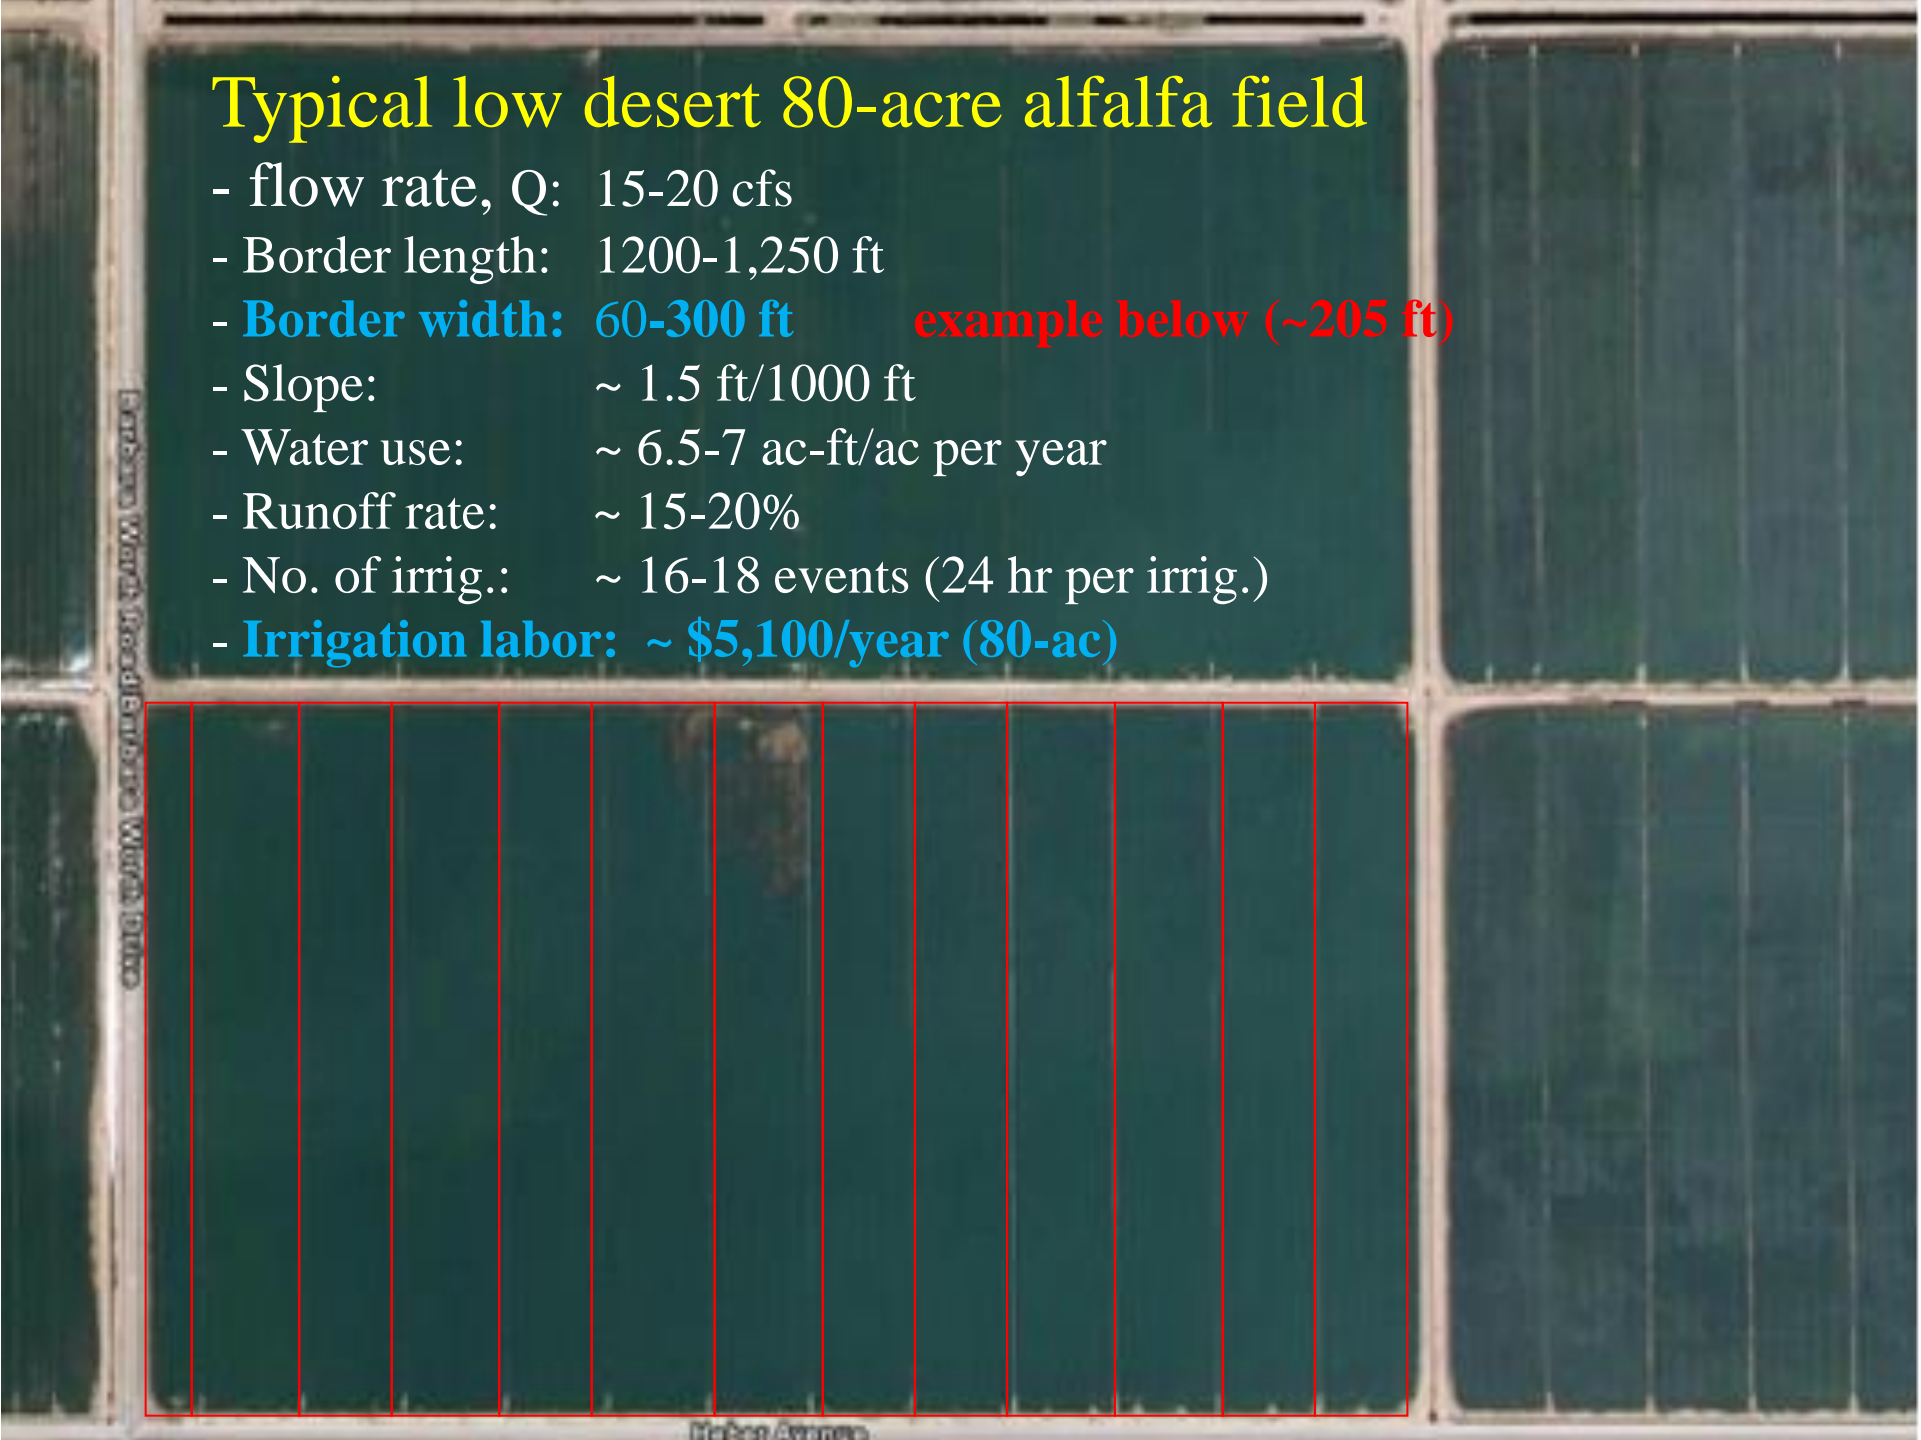 Typical low desert 80-acre alfalfa field
- flow rate, Q: 15-20 cfs
- Border length: 1200-1,250 ft
- Border width: 60-300 ft example below (~205 ft)
- Slope: ~ 1.5 ft/1000 ft
- Water use: ~ 6.5-7 ac-ft/ac per year
- Runoff rate: ~ 15-20%
- No. of irrig.: ~ 16-18 events (24 hr per irrig.)
- Irrigation labor: ~ $5,100/year (80-ac)